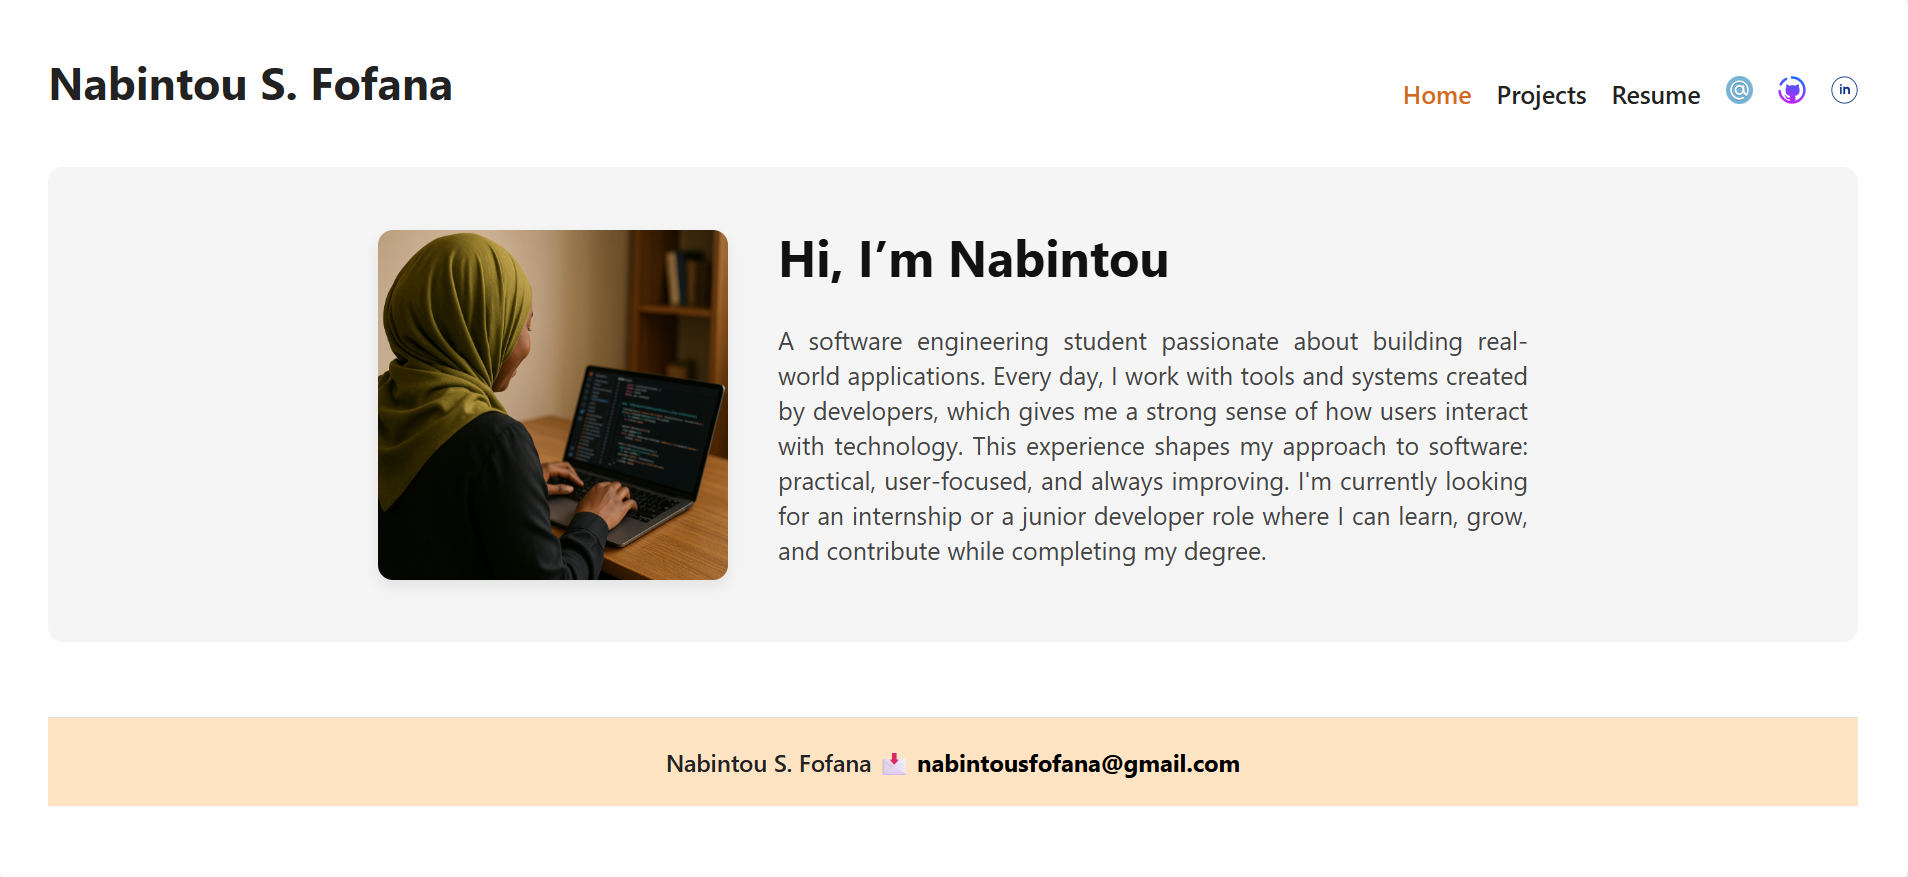 Nabintou S. Fofana
Home Projects Resume @ in
Hi, I’m Nabintou
A software engineering student passionate about building real-
world applications. Every day, I work with tools and systems created
by developers, which gives me a strong sense of how users interact
with technology. This experience shapes my approach to software:
practical, user-focused, and always improving. I'm currently looking
for an internship or a junior developer role where I can learn, grow,
and contribute while completing my degree.
Nabintou S. Fofana 📩 nabintousfofana@gmail.com